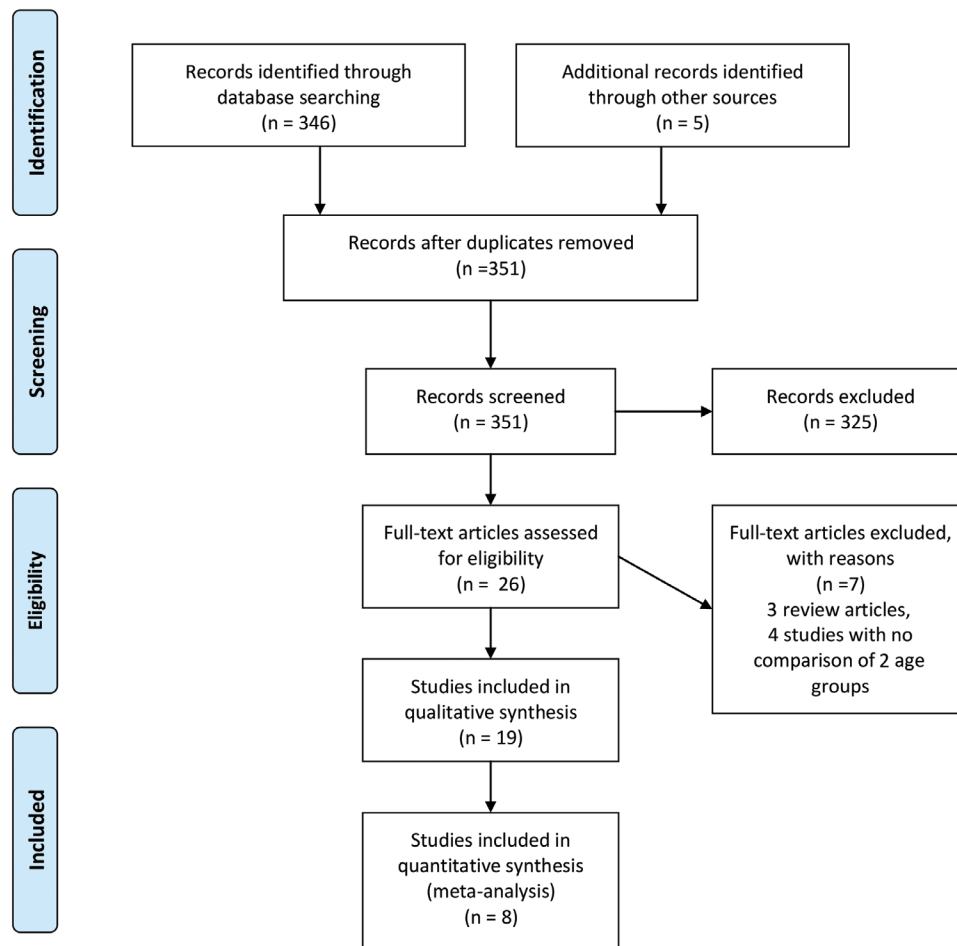 Identification
Records identified through
database searching
(n = 346)
Additional records identified
through other sources
(n = 5)
Records after duplicates removed
(n =351)
Screening
Records screened
(n = 351)
Records excluded
(n = 325)
Eligibility
Full-text articles assessed
for eligibility
(n = 26)
Full-text articles excluded,
with reasons
(n =7)
3 review articles,
4 studies with no
comparison of 2 age
groups
Studies included in
qualitative synthesis
(n = 19)
Included
Studies included in
quantitative synthesis
(meta-analysis)
(n = 8)